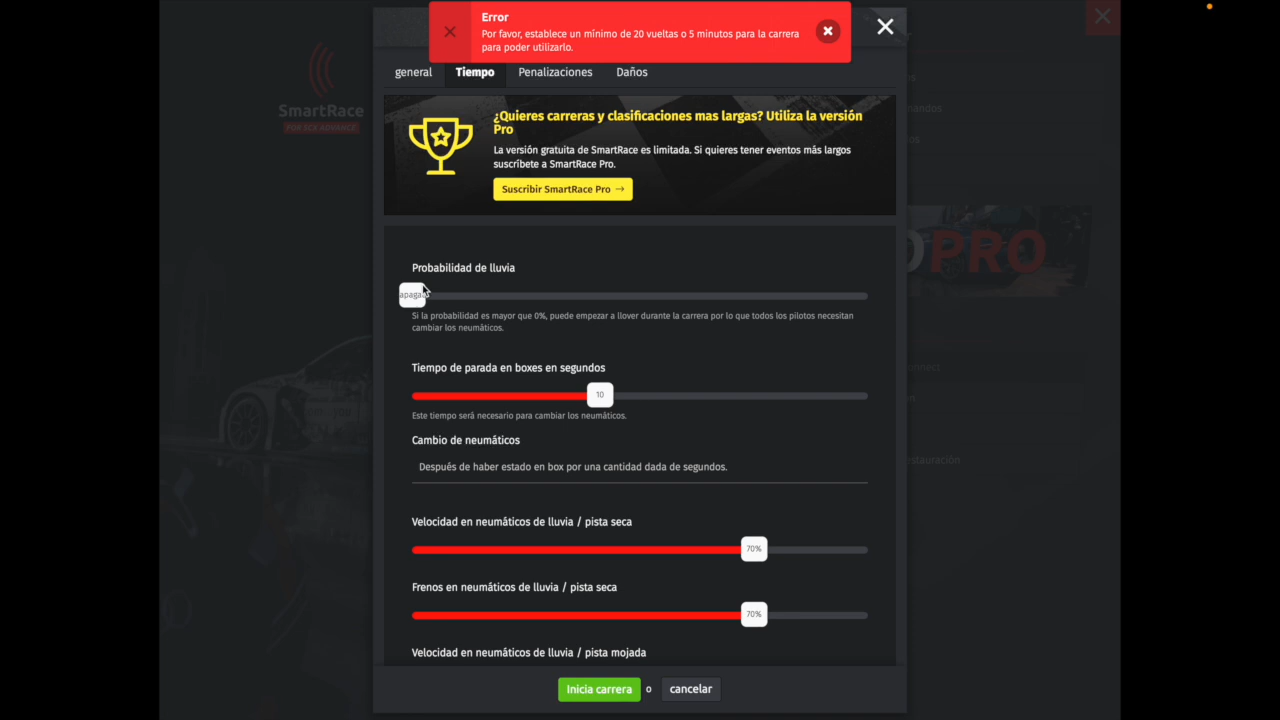 Error
Por favor, establece un mínimo de 20 vueltas o 5 minutos para la carrera
para poder utilizarlo.
general
Tiempo
Penalizaciones
Daños
SmartRace
FOR SCX ADVANCE
¿Quieres carreras y clasificaciones mas largas? Utiliza la versión
Pro
La versión gratuita de SmartRace es limitada. Si quieres tener eventos más largos
suscríbete a SmartRace Pro.
Suscribir SmartRace Pro →
PRO
Probabilidad de lluvia
Si la probabilidad es mayor que 0%, puede empezar a llover durante la carrera por lo que todos los pilotos necesitan
cambiar los neumáticos.
Tiempo de parada en boxes en segundos
10
Este tiempo será necesario para cambiar los neumáticos.
Cambio de neumáticos
Después de haber estado en box por una cantidad dada de segundos.
Velocidad en neumáticos de lluvia / pista seca
70%
Frenos en neumáticos de lluvia / pista seca
70%
Velocidad en neumáticos de lluvia / pista mojada
Inicia carrera
o
cancelar